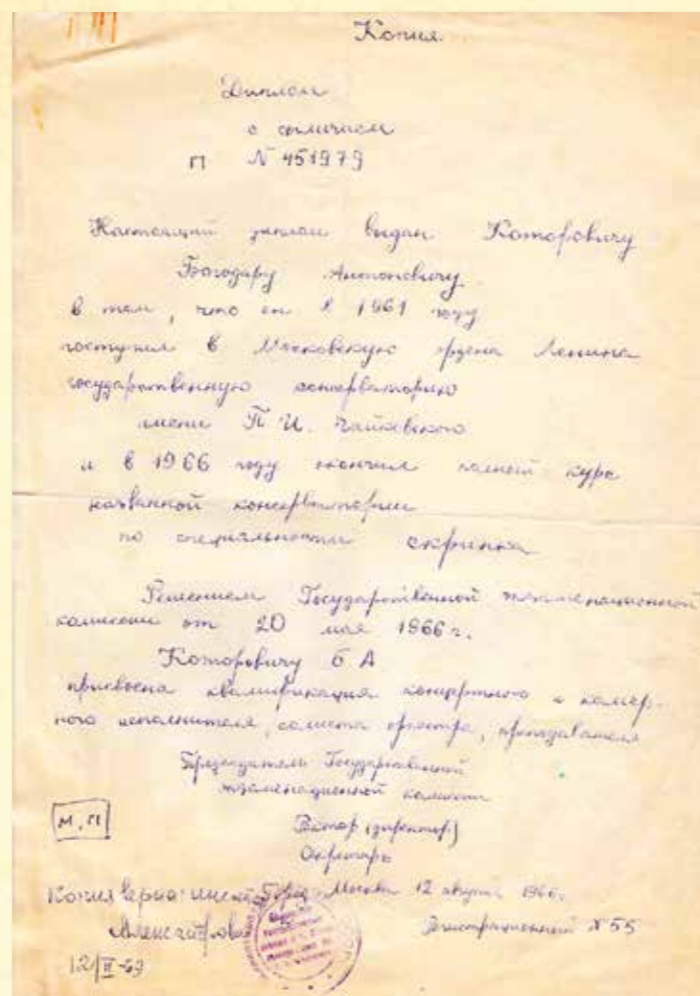 Копия.
Диплом
с отличием
П № 451979
Настоящий диплом выдан Которовичу
Богодару Антоновичу
в том, что он в 1961 году
поступил в Московскую ордена Ленина
государственную консерваторию
имени П. И. Чайковского
и в 1966 году окончил полный курс
названной консерватории
по специальности скрипка
Решением Государственной экзаменационной
комиссии от 20 мая 1966 г.
Которовичу Б А
присвоена квалификация концертного и камер-
ного исполнителя, солиста оркестра, преподавателя
Председатель Государственной
экзаменационной комиссии
М.П
Ректор (директор)
Секретарь
Копия верна: Город Москва 12 августа 1966.
Регистрационный № 55
12/II-69